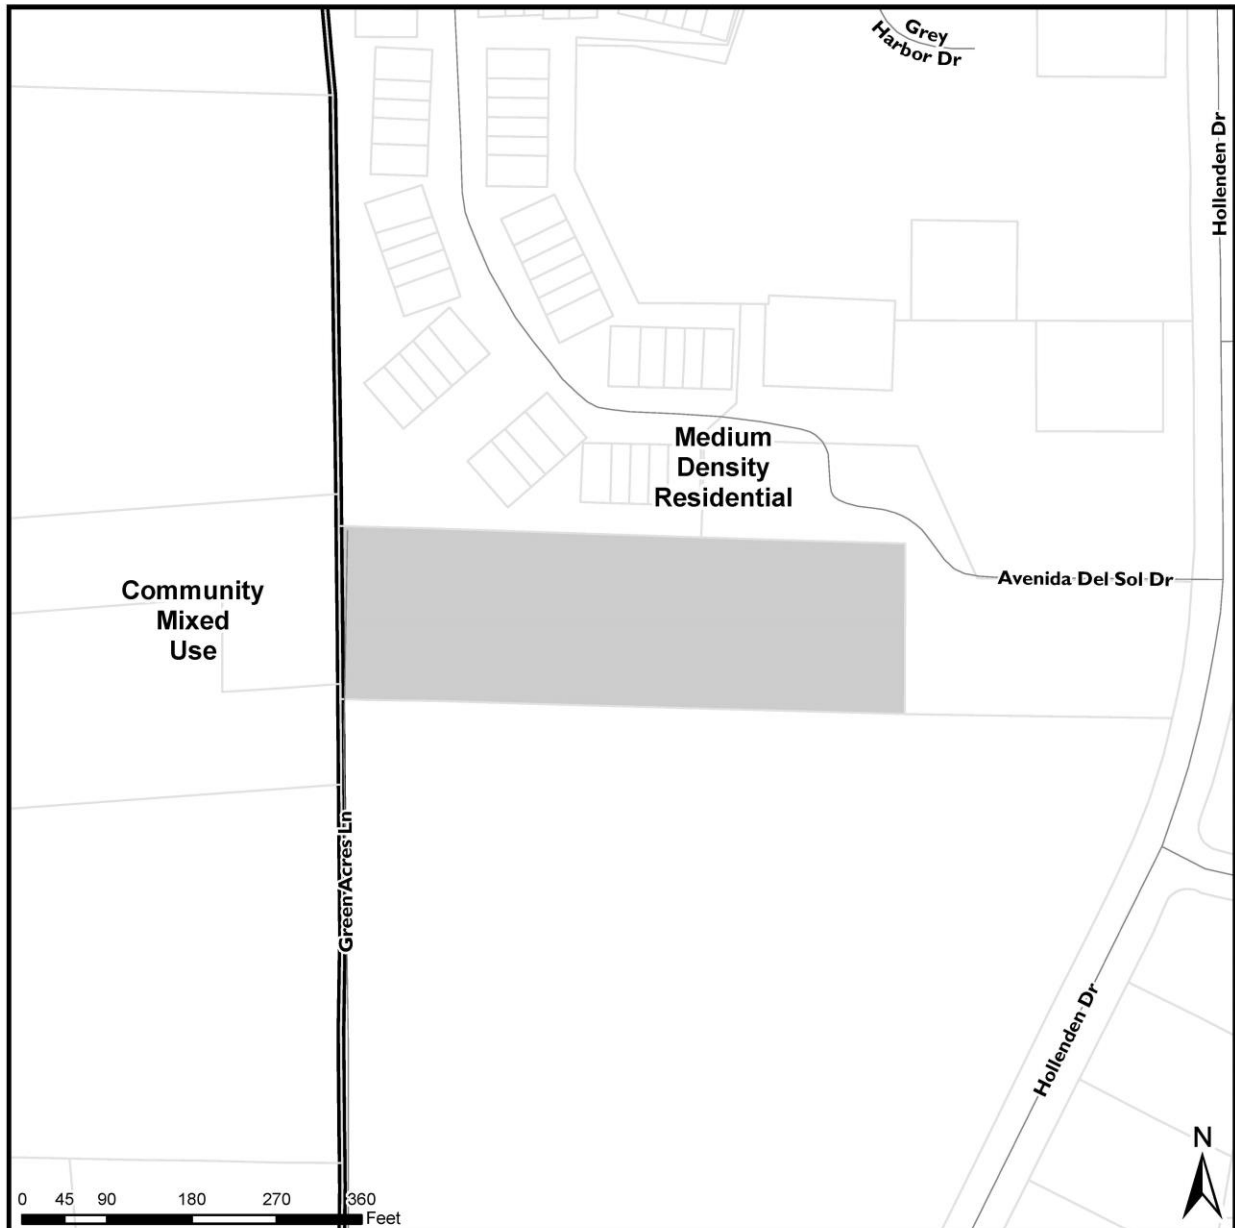 Grey
Harbor Dr
Hollenden Dr
Medium
Density
Residential
Avenida Del Sol Dr
Community
Mixed
Use
Green Acres Ln
Hollenden Dr
N
0 45 90 180 270 360
Feet